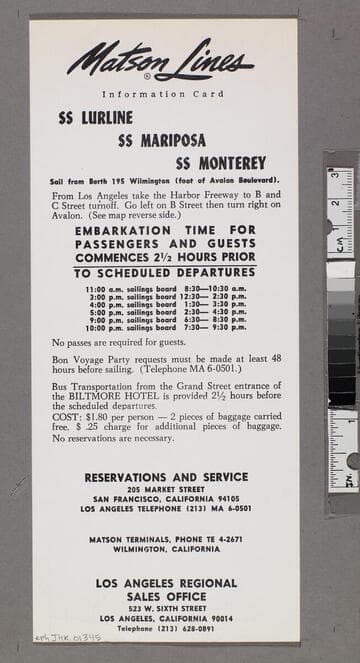 Matson Lines
®
Information Card
SS LURLINE
SS MARIPOSA
SS MONTEREY
Sail from Berth 195 Wilmington (foot of Avalon Boulevard).
From Los Angeles take the Harbor Freeway to B and
C Street turnoff. Go left on B Street then turn right on
Avalon. (See map reverse side.)
EMBARKATION TIME FOR
PASSENGERS AND GUESTS
COMMENCES 2½ HOURS PRIOR
TO SCHEDULED DEPARTURES
11:00 a.m. sailings board 8:30—10:30 a.m.
3:00 p.m. sailings board 12:30— 2:30 p.m.
4:00 p.m. sailings board 1:30— 3:30 p.m.
5:00 p.m. sailings board 2:30— 4:30 p.m.
9:00 p.m. sailings board 6:30— 8:30 p.m.
10:00 p.m. sailings board 7:30— 9:30 p.m.
No passes are required for guests.
Bon Voyage Party requests must be made at least 48
hours before sailing. (Telephone MA 6-0501.)
Bus Transportation from the Grand Street entrance of
the BILTMORE HOTEL is provided 2½ hours before
the scheduled departures.
COST: $1.80 per person — 2 pieces of baggage carried
free. $ .25 charge for additional pieces of baggage.
No reservations are necessary.
RESERVATIONS AND SERVICE
205 MARKET STREET
SAN FRANCISCO, CALIFORNIA 94105
LOS ANGELES TELEPHONE (213) MA 6-0501
MATSON TERMINALS, PHONE TE 4-2671
WILMINGTON, CALIFORNIA
LOS ANGELES REGIONAL
SALES OFFICE
523 W. SIXTH STREET
LOS ANGELES, CALIFORNIA 90014
Telephone (213) 628-0891
eph JHK 01345
3
2
1
CM
IN